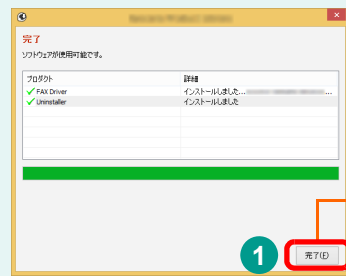 完了
ソフトウェアが使用可能です。
プロダクト 詳細
FAX Driver インストールしました...
Uninstaller インストールしました
1
完了(F)